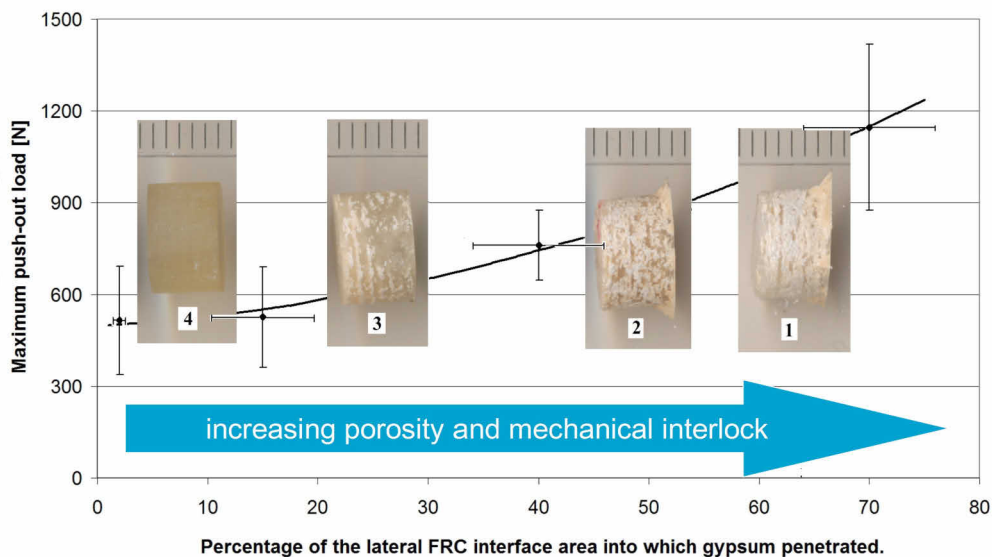 1500
1200
900
600
300
0
Maximum push-out load [N]
4
3
2
1
increasing porosity and mechanical interlock
0 10 20 30 40 50 60 70 80
Percentage of the lateral FRC interface area into which gypsum penetrated.